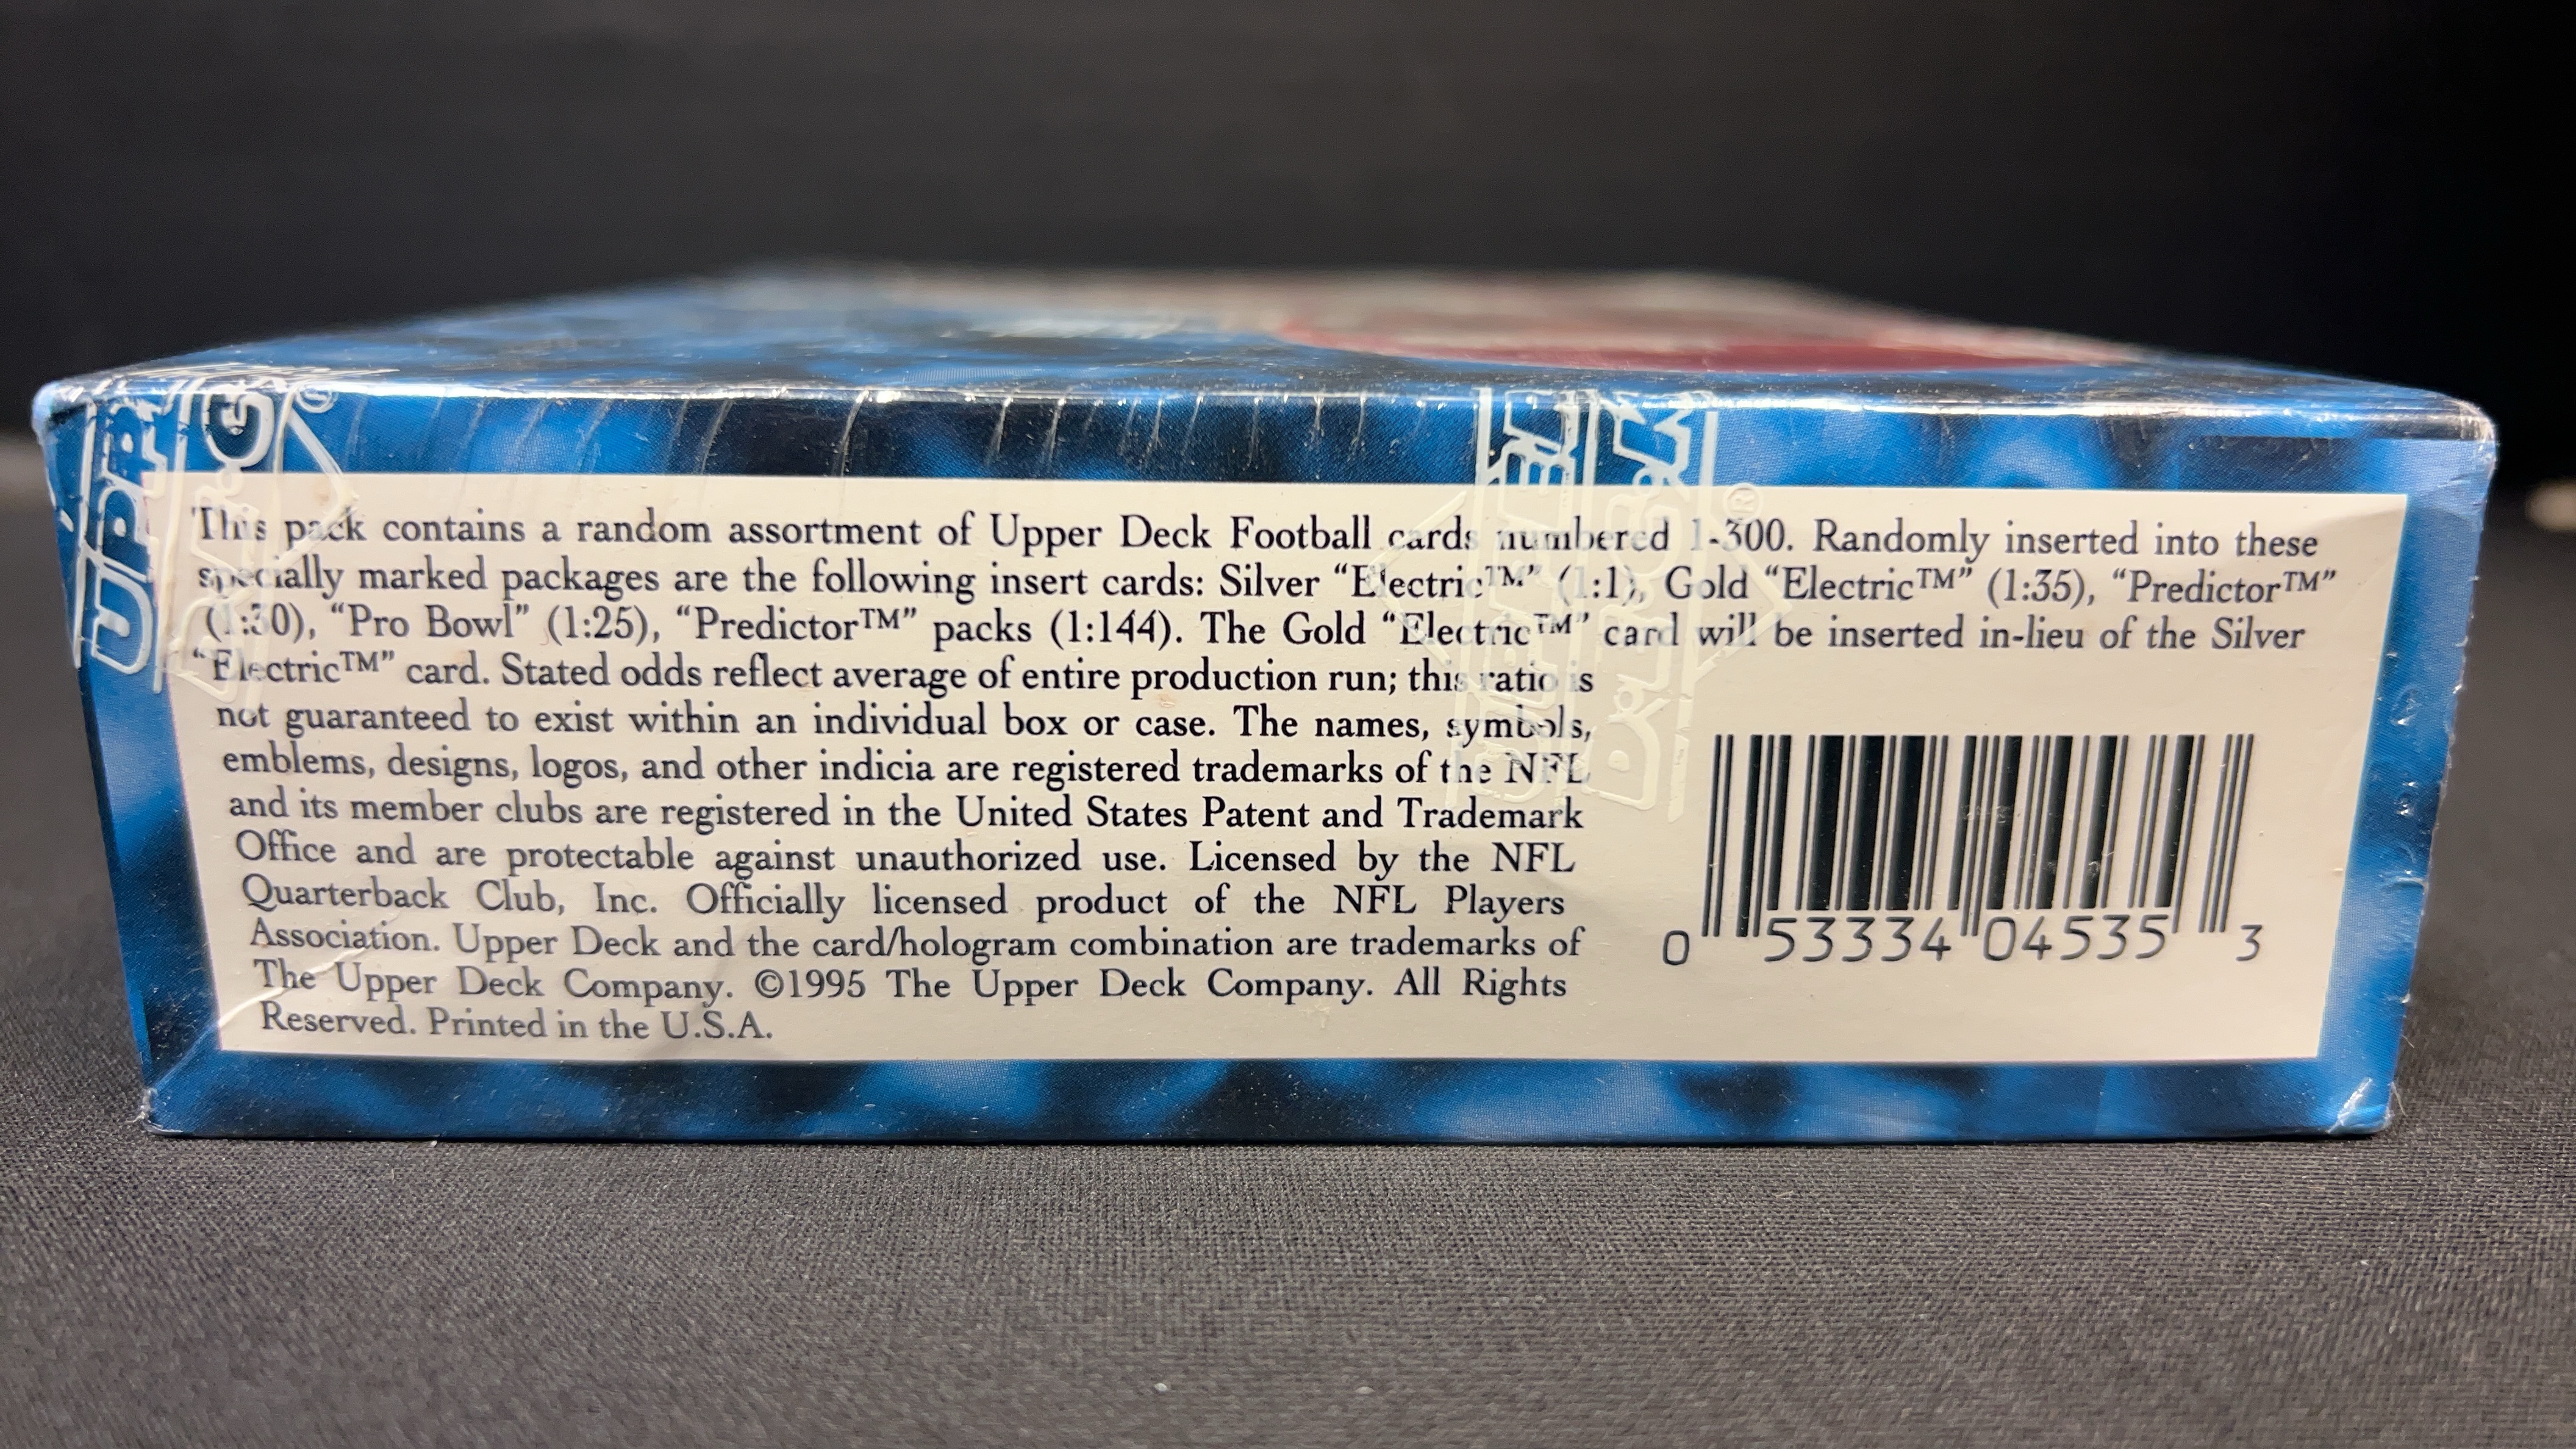 UPPER
DECK
UPPER
DECK
®
This pack contains a random assortment of Upper Deck Football cards numbered 1-300. Randomly inserted into these
specially marked packages are the following insert cards: Silver “Electric™” (1:1), Gold “Electric™” (1:35), “Predictor™”
(1:30), “Pro Bowl” (1:25), “Predictor™” packs (1:144). The Gold “Electric™” card will be inserted in-lieu of the Silver
“Electric™” card. Stated odds reflect average of entire production run; this ratio is
not guaranteed to exist within an individual box or case. The names, symbols,
emblems, designs, logos, and other indicia are registered trademarks of the NFL
and its member clubs are registered in the United States Patent and Trademark
Office and are protectable against unauthorized use. Licensed by the NFL
Quarterback Club, Inc. Officially licensed product of the NFL Players
Association. Upper Deck and the card/hologram combination are trademarks of
The Upper Deck Company. ©1995 The Upper Deck Company. All Rights
Reserved. Printed in the U.S.A.
0 53334 04535 3